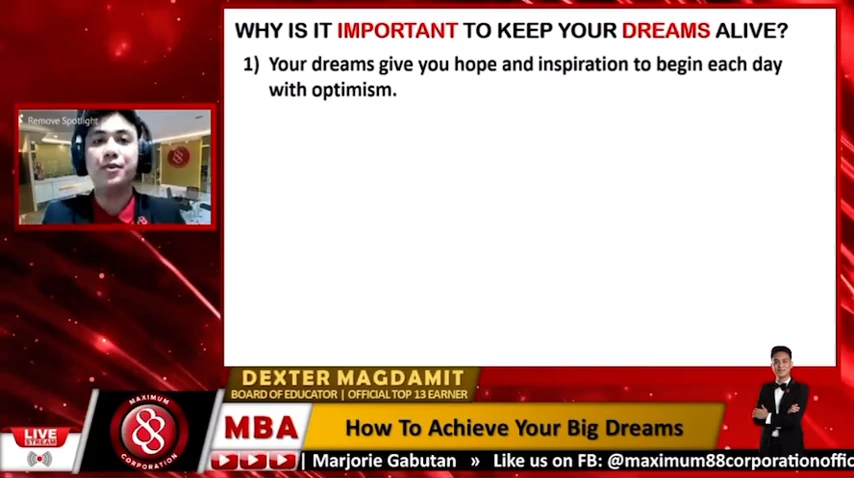 WHY IS IT IMPORTANT TO KEEP YOUR DREAMS ALIVE?
1) Your dreams give you hope and inspiration to begin each day
with optimism.
Remove Spotlight
88
DEXTER MAGDAMIT
BOARD OF EDUCATOR | OFFICIAL TOP 13 EARNER
MAXIMUM
88
CORPORATION
MBA
How To Achieve Your Big Dreams
LIVE
STREAM
| Marjorie Gabutan » Like us on FB: @maximum88corporationoffic